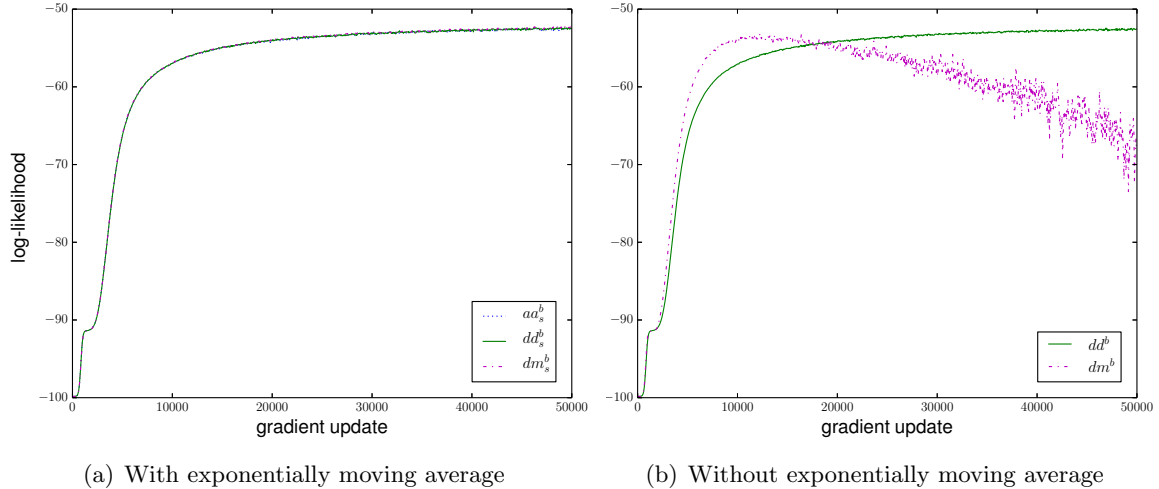 −50
−60
−70
−80
−90
−100
0
10000
20000
30000
40000
50000
log-likelihood
gradient update
aa_s^b
dd_s^b
dm_s^b
(a) With exponentially moving average
−50
−60
−70
−80
−90
−100
0
10000
20000
30000
40000
50000
gradient update
dd^b
dm^b
(b) Without exponentially moving average